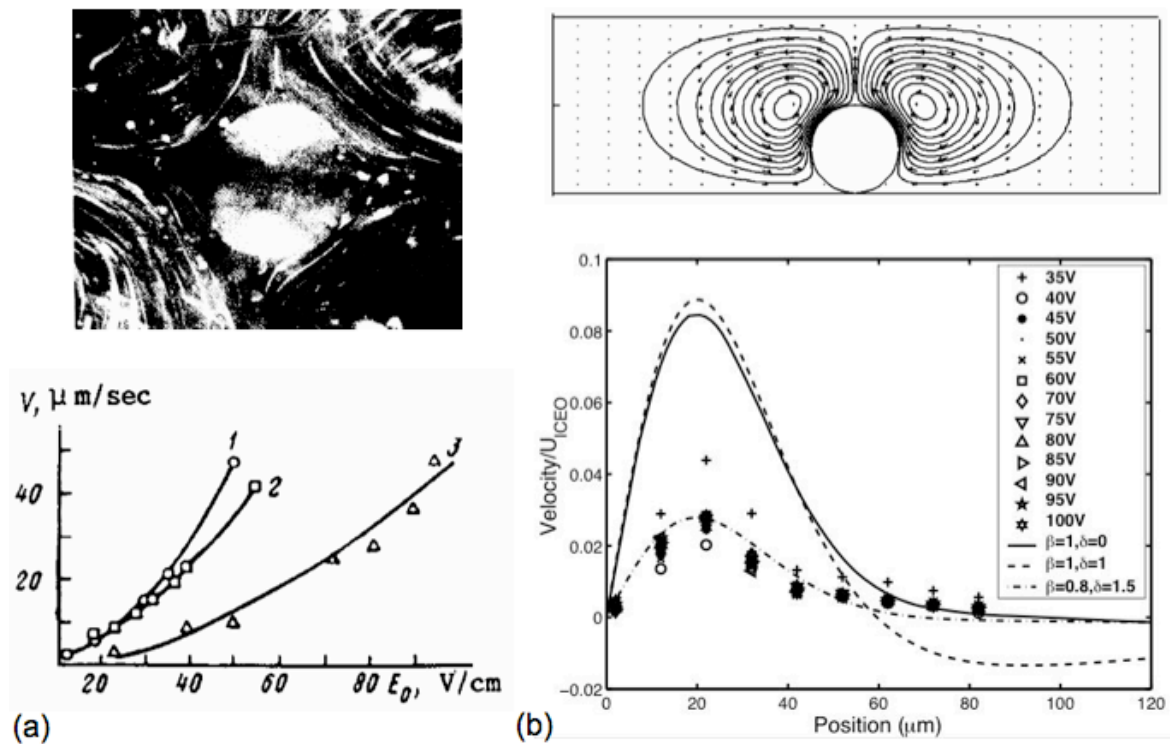 V, μm/sec
40
20
1
2
3
20
40
60
80 E₀, V/cm
(a)
0.1
0.08
0.06
0.04
0.02
0
−0.02
Velocity/U_ICEO
0
20
40
60
80
100
120
Position (μm)
35V
40V
45V
50V
55V
60V
70V
75V
80V
85V
90V
95V
100V
β=1,δ=0
β=1,δ=1
β=0.8,δ=1.5
(b)